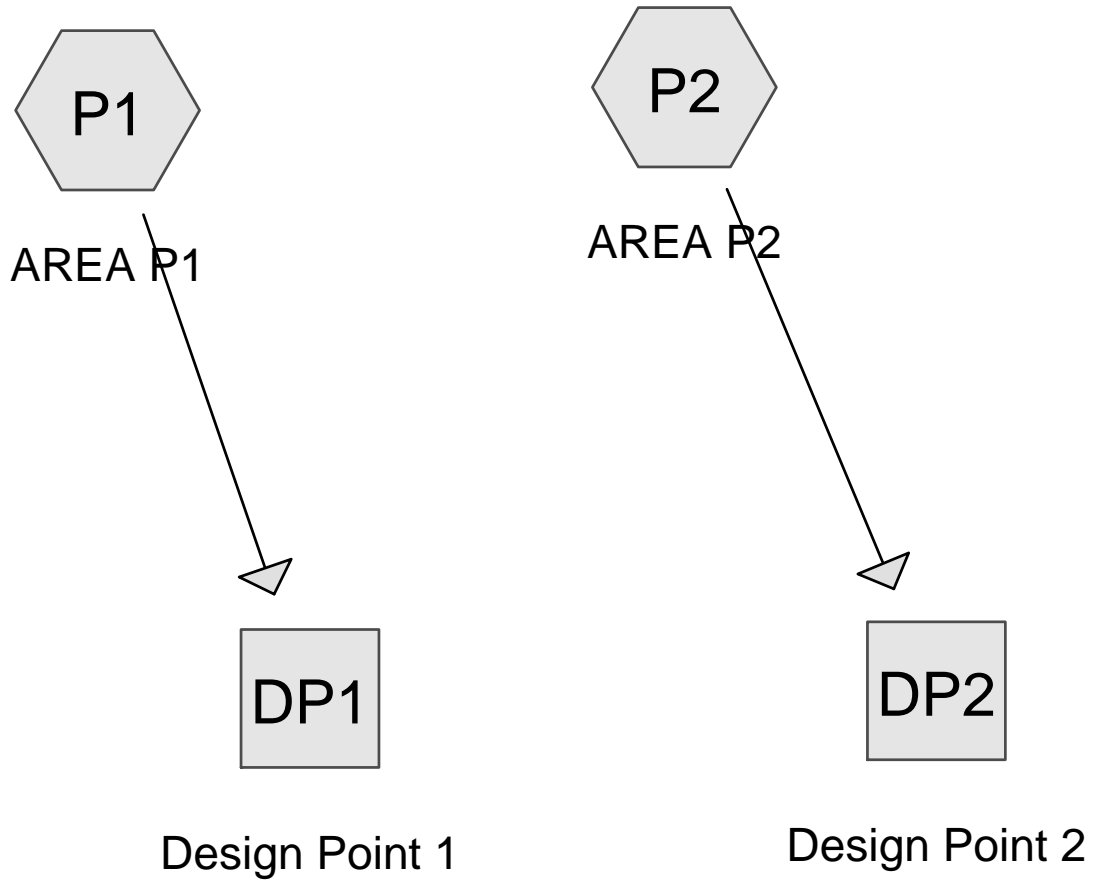 P1
P2
AREA P1
AREA P2
DP1
DP2
Design Point 1
Design Point 2